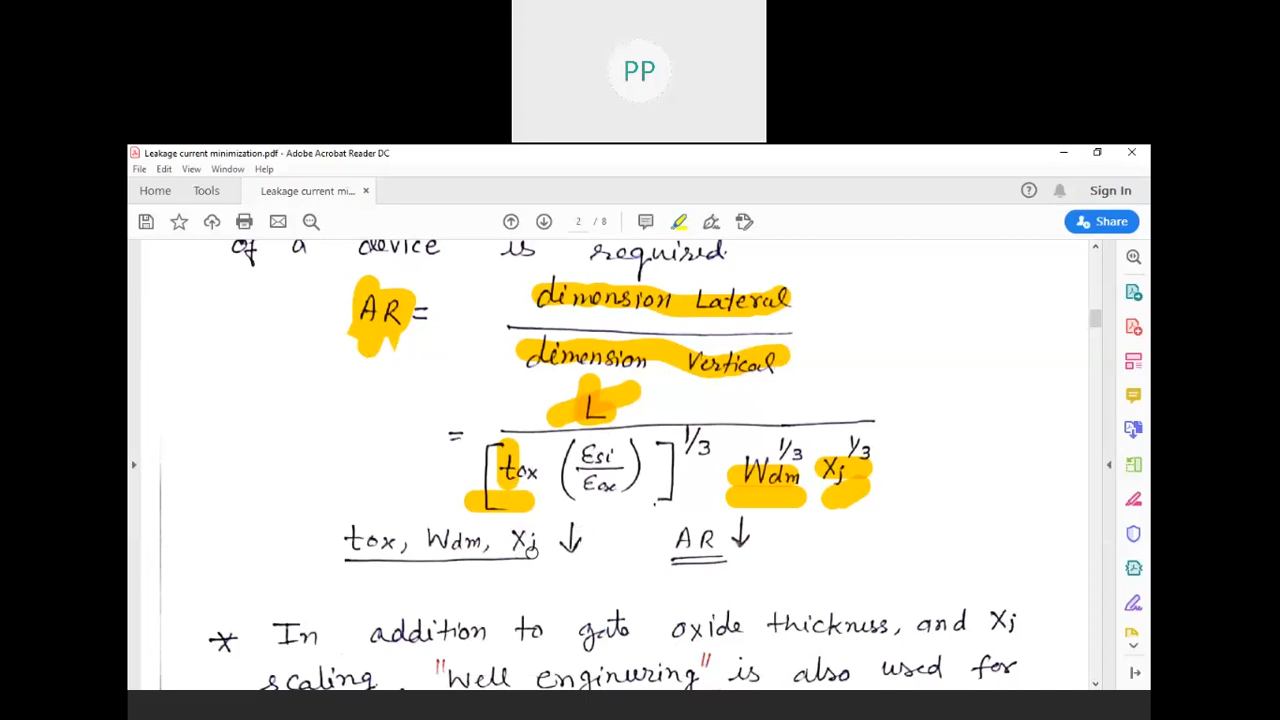 PP
Leakage current minimization.pdf - Adobe Acrobat Reader DC
File Edit View Window Help
Home Tools Leakage current mi... × Sign In
2 / 8 Share
of a device is required.
AR = dimension Lateral
dimension Vertical
= L
[tox (Esi/Eox)]^1/3 Wdm^1/3 Xj^1/3
tox, Wdm, Xj ↓ AR ↓
* In addition to gate oxide thickness, and Xj
scaling, "Well enginuring" is also used for